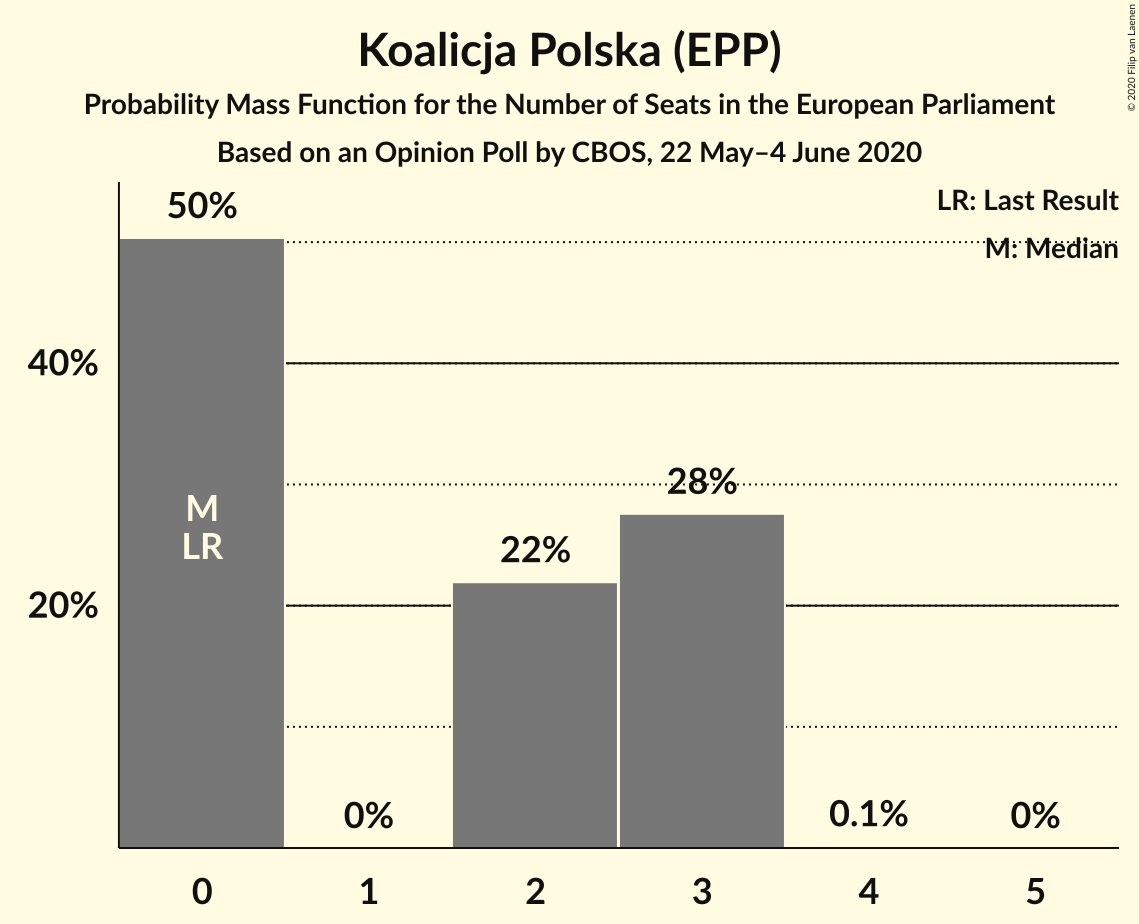 Koalicja Polska (EPP)
Probability Mass Function for the Number of Seats in the European Parliament
Based on an Opinion Poll by CBOS, 22 May–4 June 2020
© 2020 Filip van Laenen
LR: Last Result
M: Median
50%
40%
28%
22%
20%
M
LR
0%
0.1%
0%
0
1
2
3
4
5